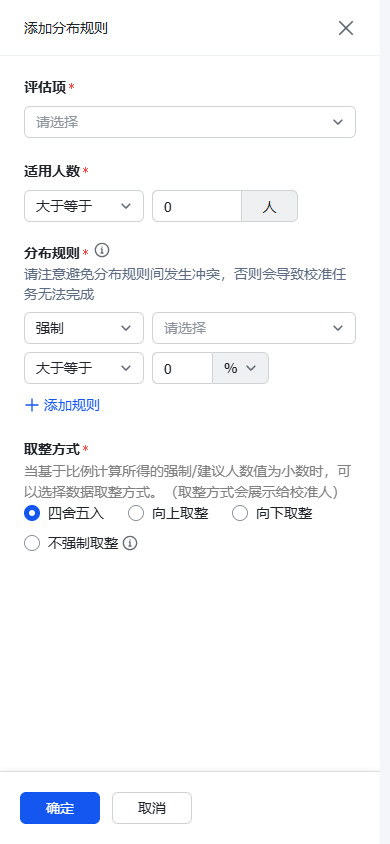 添加分布规则
评估项 *
请选择
适用人数 *
大于等于 0 人
分布规则 *
请注意避免分布规则间发生冲突，否则会导致校准任
务无法完成
强制 请选择
大于等于 0 %
添加规则
取整方式 *
当基于比例计算所得的强制/建议人数值为小数时，可
以选择数据取整方式。（取整方式会展示给校准人）
四舍五入 向上取整 向下取整
不强制取整
确定 取消